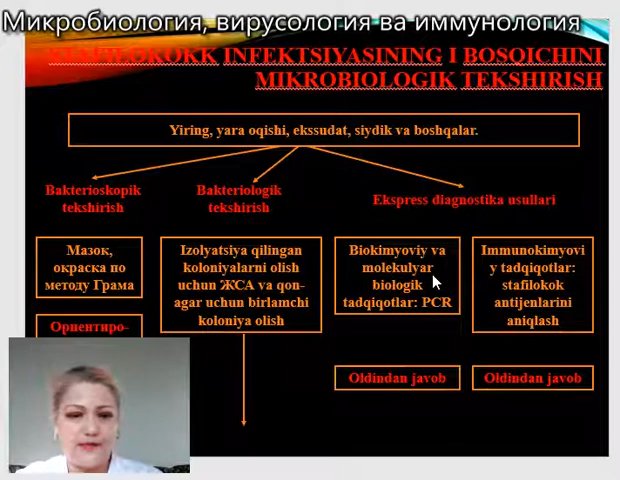 Микробиология, вирусология ва иммунология
INFEKTSIYASINING I BOSQICHINI
MIKROBIOLOGIK TEKSHIRISH
Yiring, yara oqishi, ekssudat, siydik va boshqalar.
Bakterioskopik
tekshirish
Bakteriologik
tekshirish
Ekspress diagnostika usullari
Мазок,
окраска по
методу Грама
Izolyatsiya qilingan
koloniyalarni olish
uchun ЖСА va qon-
agar uchun birlamchi
koloniya olish
Biokimyoviy va
molekulyar
biologik
tadqiqotlar: PCR
Immunokimyovi
y tadqiqotlar:
stafilokok
antijenlarini
aniqlash
Ориентиро-
Oldindan javob
Oldindan javob